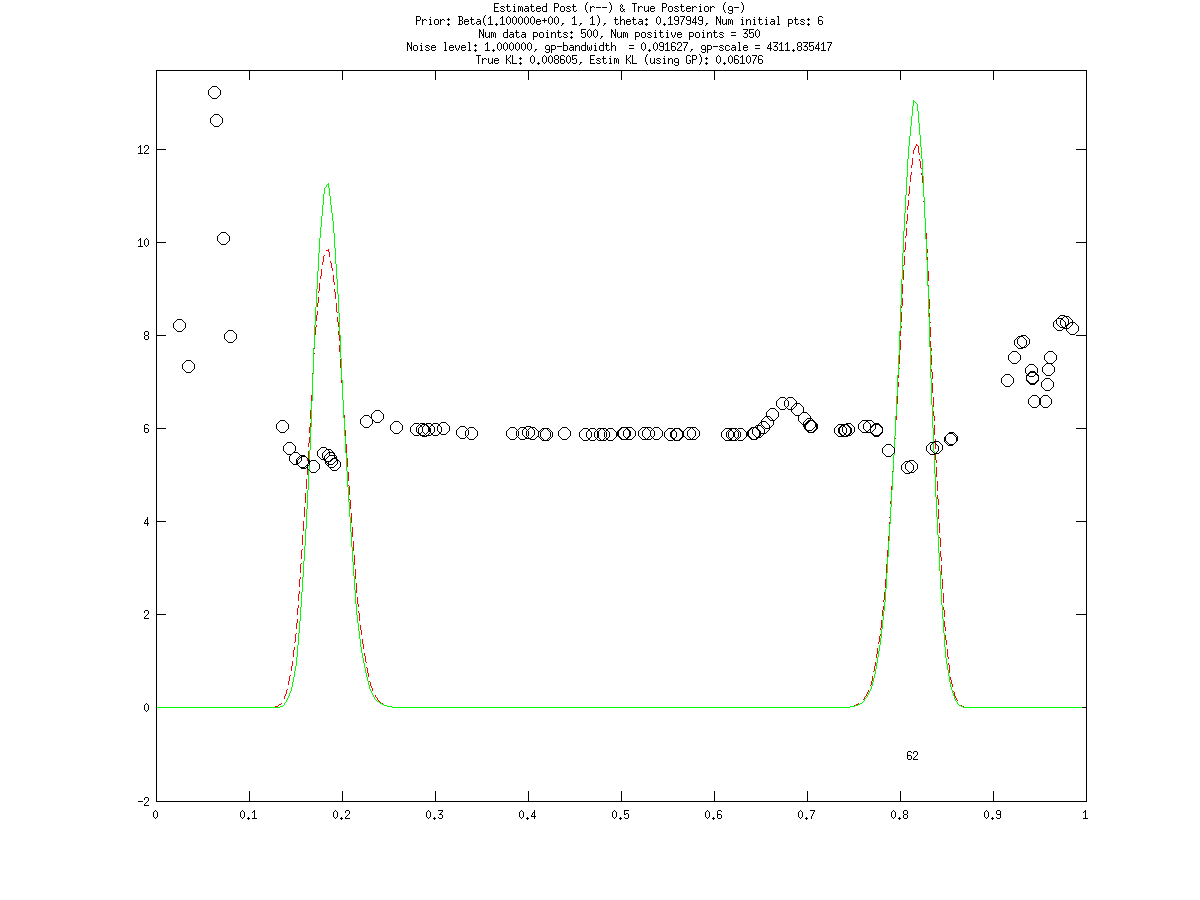 Estimated Post (r--) & True Posterior (g-)
Prior: Beta(1.100000e+00, 1, 1), theta: 0.197949, Num initial pts: 6
Num data points: 500, Num positive points = 350
Noise level: 1.000000, gp-bandwidth  = 0.091627, gp-scale = 4311.835417
True KL: 0.008605, Estim KL (using GP): 0.061076
12
10
8
6
4
2
0
62
-2
0 0.1 0.2 0.3 0.4 0.5 0.6 0.7 0.8 0.9 1